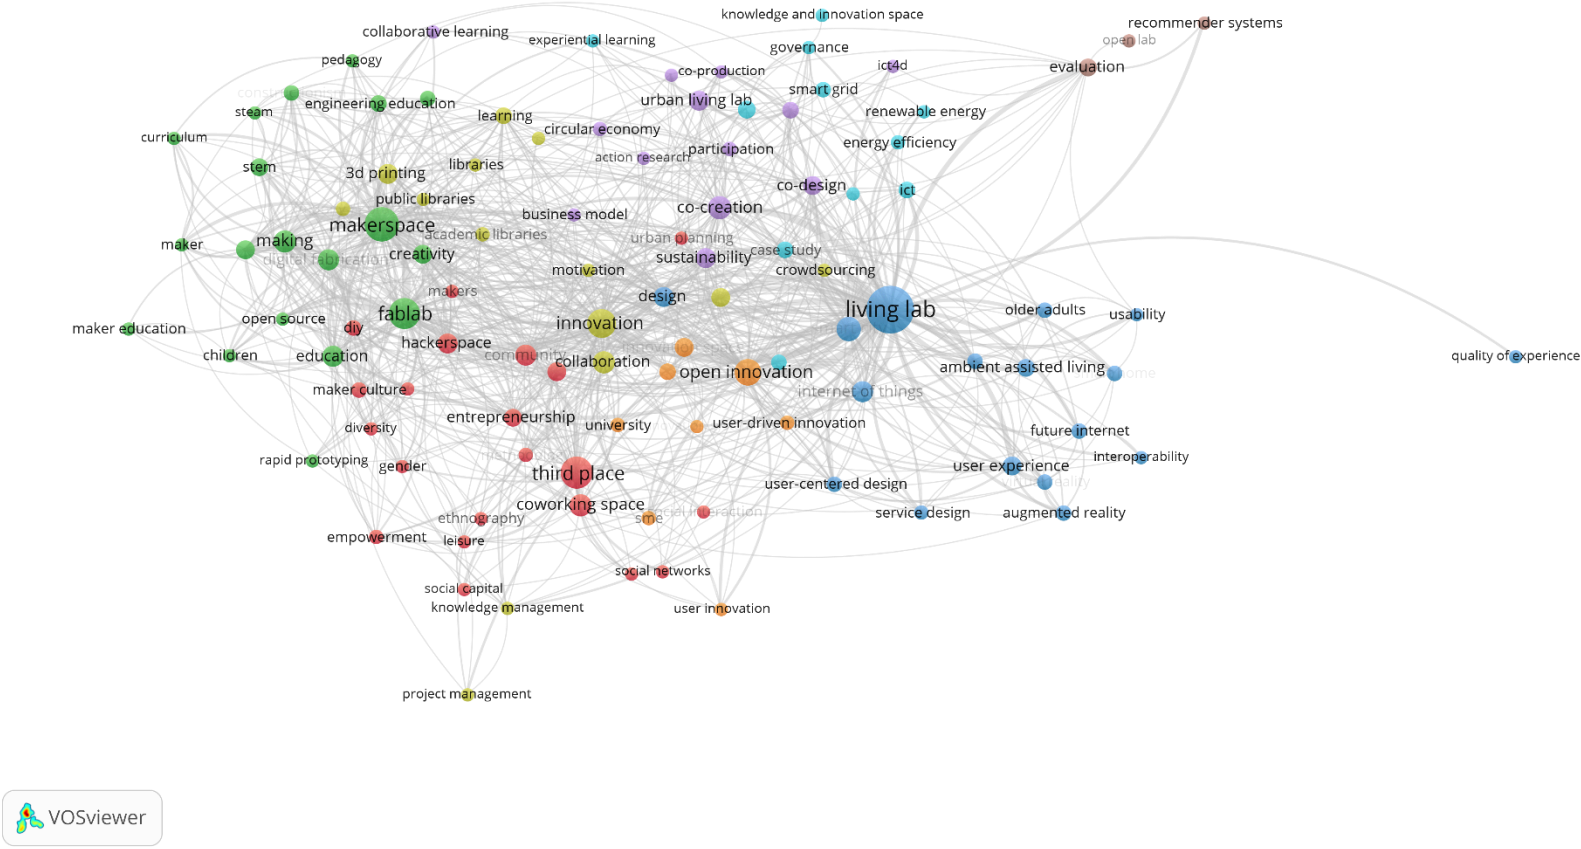 knowledge and innovation space
recommender systems
collaborative learning
experiential learning
open lab
governance
pedagogy
co-production
ict4d
evaluation
smart grid
steam
engineering education
urban living lab
learning
renewable energy
circular economy
curriculum
energy efficiency
participation
action research
stem
libraries
3d printing
co-design
ict
public libraries
co-creation
business model
makerspace
academic libraries
urban planning
maker
making
creativity
case study
digital fabrication
sustainability
motivation
crowdsourcing
makers
design
living lab
older adults
usability
fablab
open source
innovation
maker education
diy
hackerspace
children
education
community
collaboration
quality of experience
ambient assisted living
open innovation
internet of things
maker culture
entrepreneurship
university
user-driven innovation
diversity
future internet
interoperability
rapid prototyping
gender
third place
user experience
user-centered design
coworking space
ethnography
sme
social interaction
service design
augmented reality
empowerment
leisure
social networks
social capital
knowledge management
user innovation
project management
VOSviewer